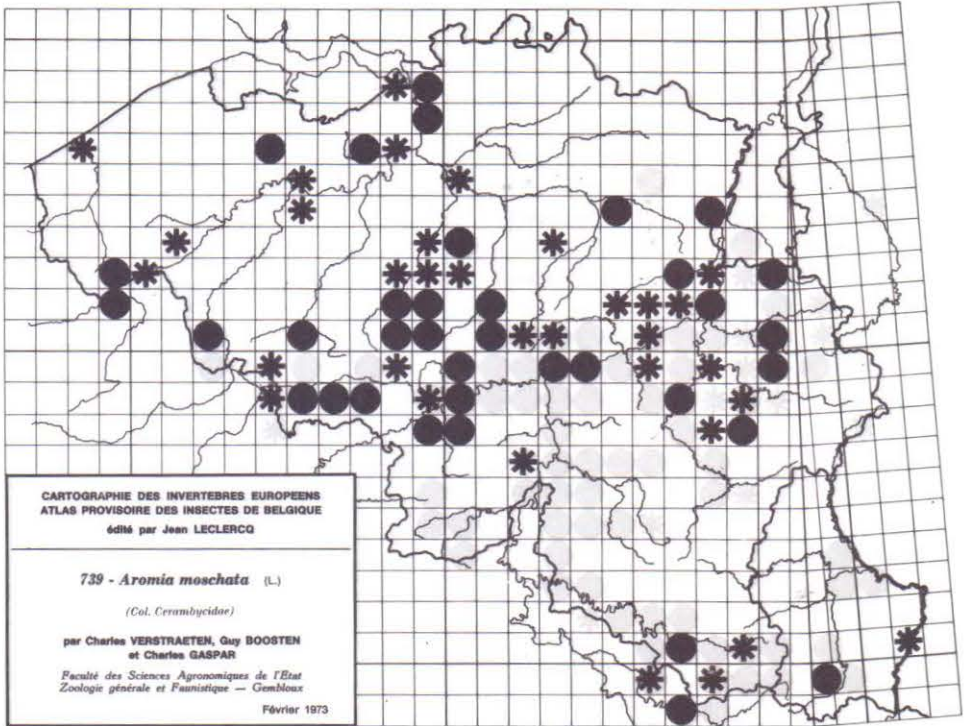 CARTOGRAPHIE DES INVERTEBRES EUROPEENS
ATLAS PROVISOIRE DES INSECTES DE BELGIQUE
édité par Jean LECLERCQ
739 - Aromia moschata (L.)
(Col. Cerambycidae)
par Charles VERSTRAETEN, Guy BOOSTEN
et Charles GASPAR
Faculté des Sciences Agronomiques de l'Etat
Zoologie générale et Faunistique — Gembloux
Février 1973